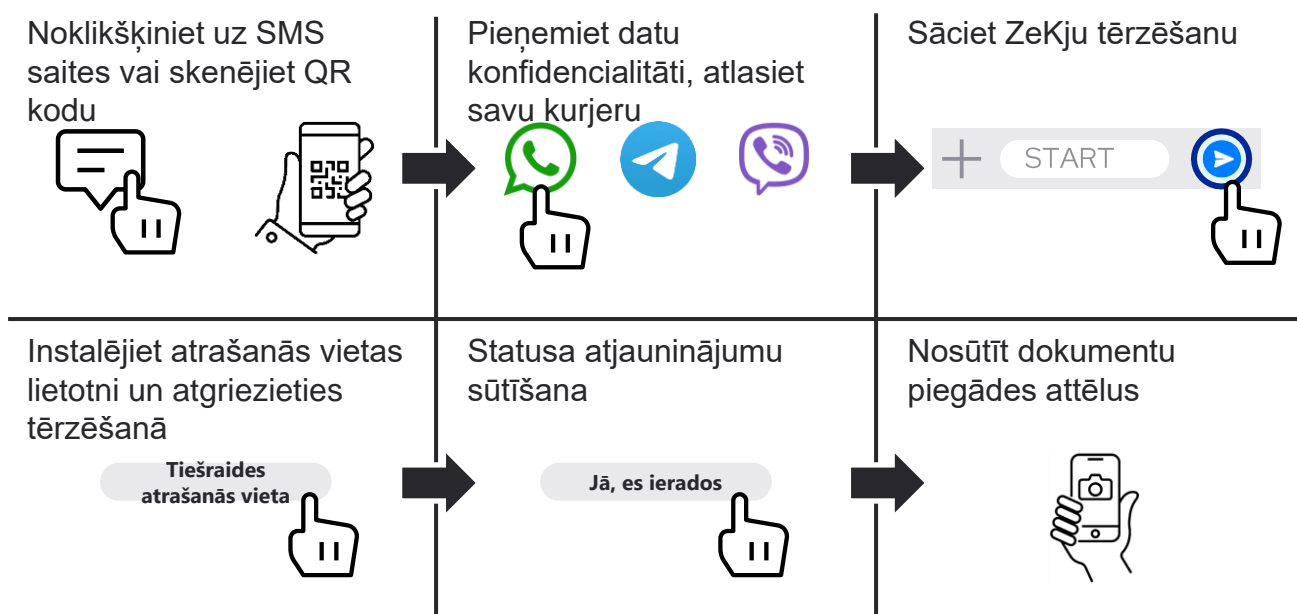 Noklikšķiniet uz SMS
saites vai skenējiet QR
kodu
Pieņemiet datu
konfidencialitāti, atlasiet
savu kurjeru
Sāciet ZeKju tērzēšanu
START
Instalējiet atrašanās vietas
lietotni un atgriezieties
tērzēšanā
Tiešraides
atrašanās vieta
Statusa atjauninājumu
sūtīšana
Jā, es ierados
Nosūtīt dokumentu
piegādes attēlus